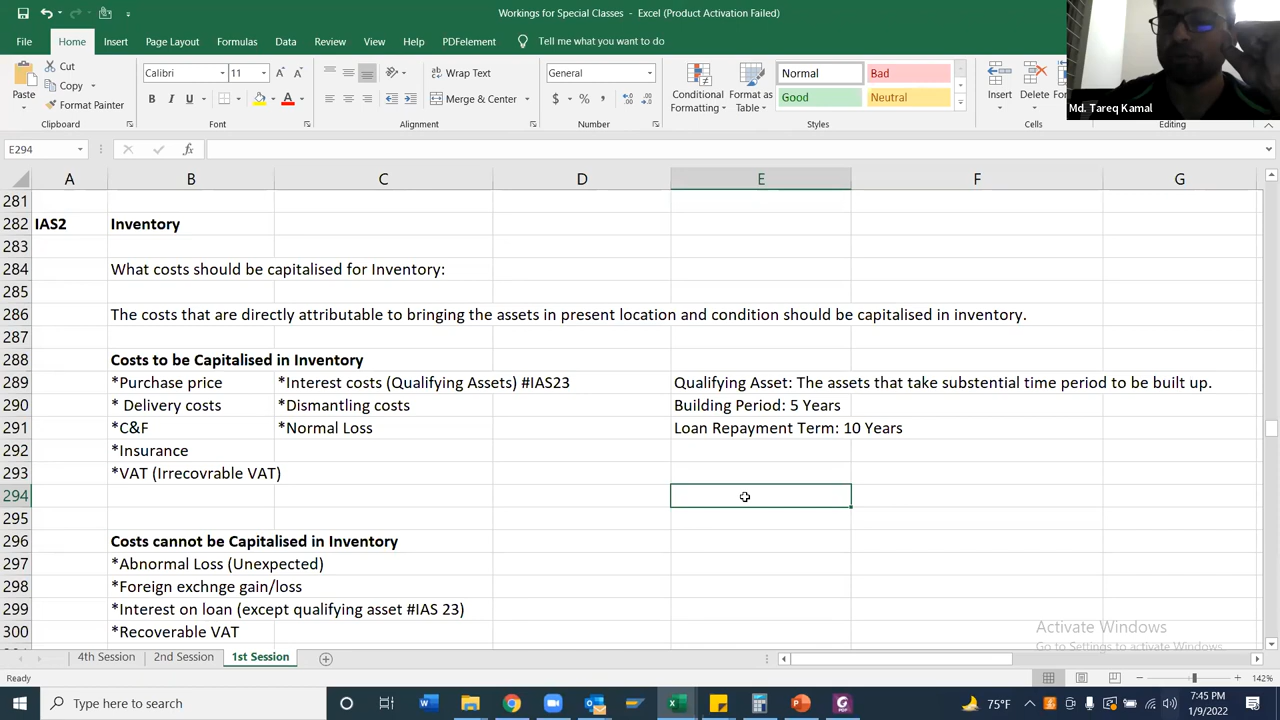 Workings for Special Classes - Excel (Product Activation Failed)
File Home Insert Page Layout Formulas Data Review View Help PDFelement Tell me what you want to do
Md. Tareq Kamal
Paste
Cut
Copy
Format Painter
Clipboard
Calibri 11
B I U
Font
Wrap Text
Merge & Center
Alignment
General
$ % ,
Number
Conditional Formatting
Format as Table
Normal Bad
Good Neutral
Styles
Insert Delete
Cells
Editing
E294 fx
A B C D E F G
281
282 IAS2 Inventory
283
284 What costs should be capitalised for Inventory:
285
286 The costs that are directly attributable to bringing the assets in present location and condition should be capitalised in inventory.
287
288 Costs to be Capitalised in Inventory
289 *Purchase price *Interest costs (Qualifying Assets) #IAS23 Qualifying Asset: The assets that take substential time period to be built up.
290 * Delivery costs *Dismantling costs Building Period: 5 Years
291 *C&F *Normal Loss Loan Repayment Term: 10 Years
292 *Insurance
293 *VAT (Irrecovrable VAT)
294
295
296 Costs cannot be Capitalised in Inventory
297 *Abnormal Loss (Unexpected)
298 *Foreign exchnge gain/loss
299 *Interest on loan (except qualifying asset #IAS 23)
300 *Recoverable VAT
Activate Windows
Go to Settings to activate Windows.
4th Session 2nd Session 1st Session
Ready
142%
Type here to search
75°F
7:45 PM
1/9/2022